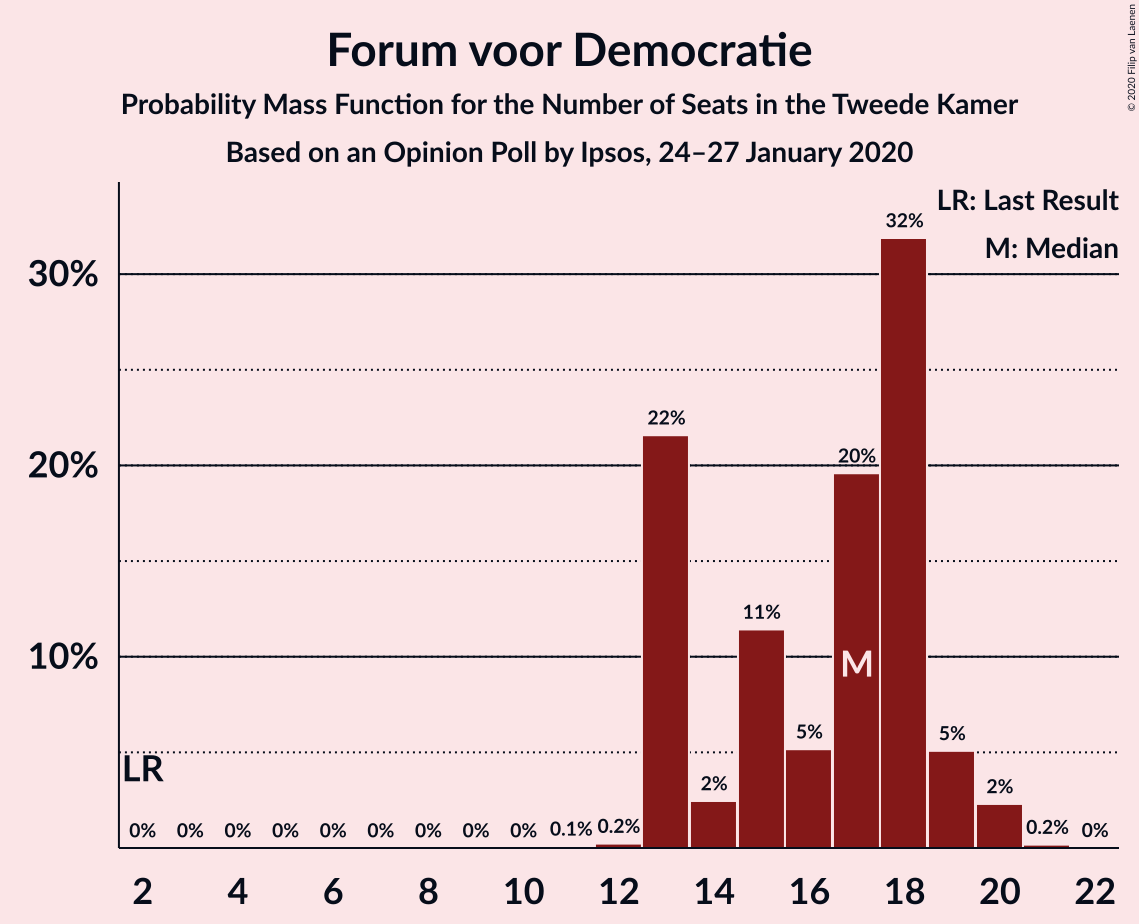 Forum voor Democratie
Probability Mass Function for the Number of Seats in the Tweede Kamer
Based on an Opinion Poll by Ipsos, 24–27 January 2020
© 2020 Filip van Laenen
LR: Last Result
M: Median
30%
20%
10%
32%
22%
20%
11%
M
5%
5%
LR
2%
2%
0% 0% 0% 0% 0% 0% 0% 0% 0% 0.1% 0.2% 0.2% 0%
2 4 6 8 10 12 14 16 18 20 22